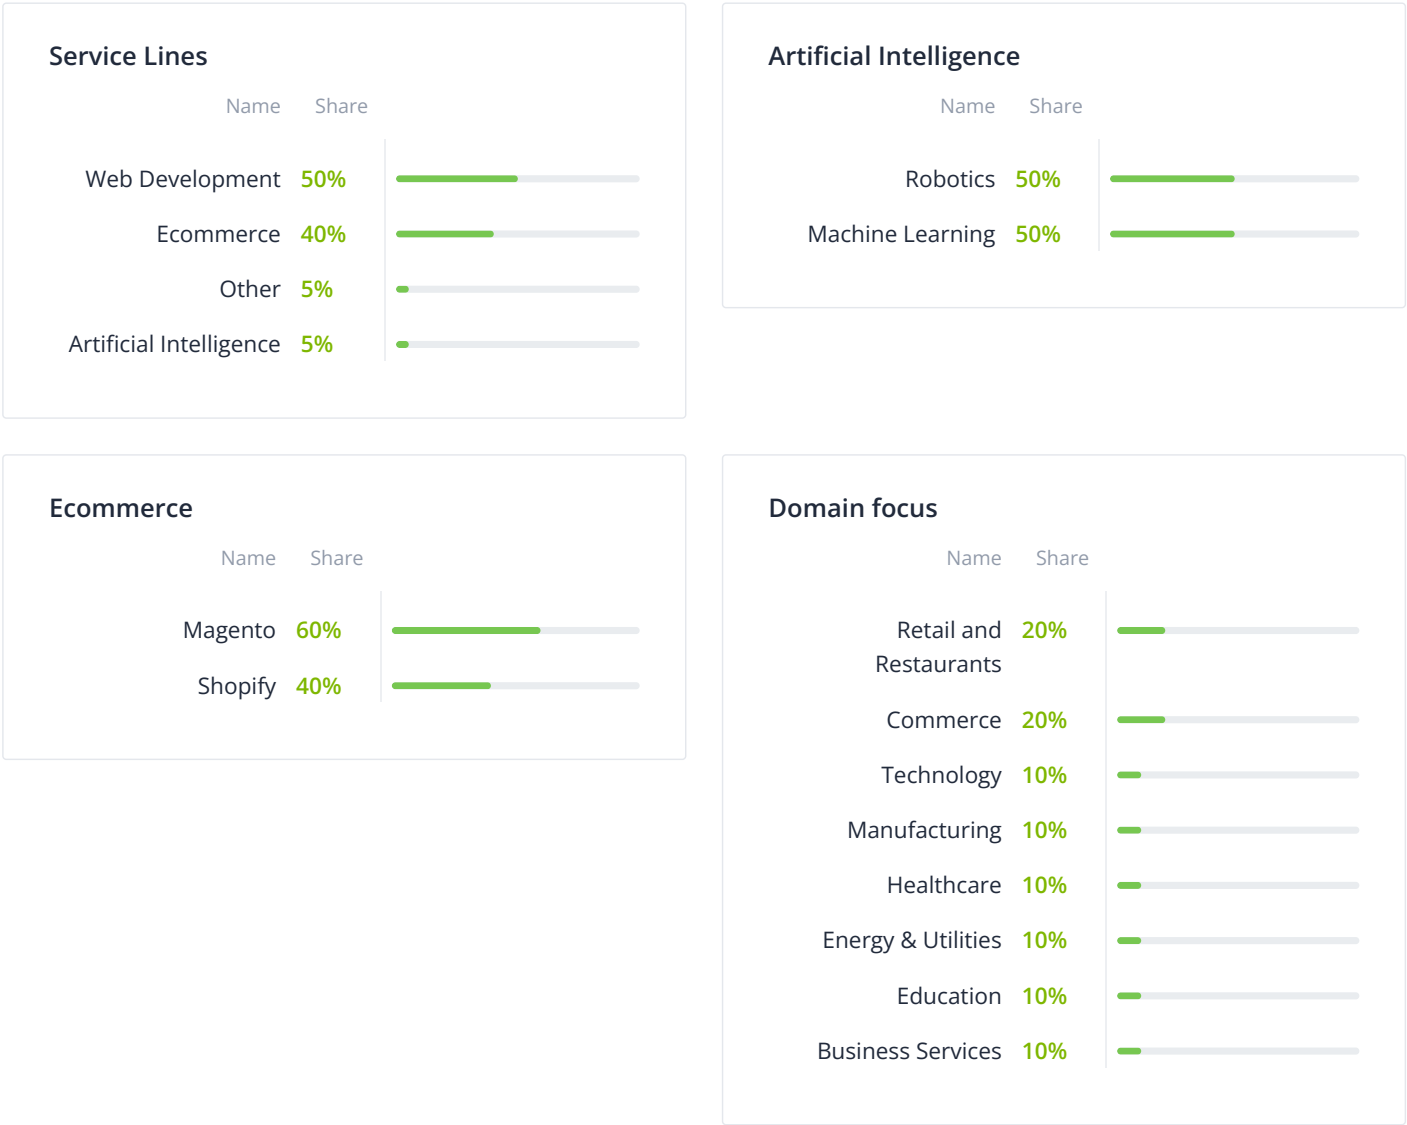 Service Lines
Name Share
Web Development 50%
Ecommerce 40%
Other 5%
Artificial Intelligence 5%
Artificial Intelligence
Name Share
Robotics 50%
Machine Learning 50%
Ecommerce
Name Share
Magento 60%
Shopify 40%
Domain focus
Name Share
Retail and 20%
Restaurants
Commerce 20%
Technology 10%
Manufacturing 10%
Healthcare 10%
Energy & Utilities 10%
Education 10%
Business Services 10%